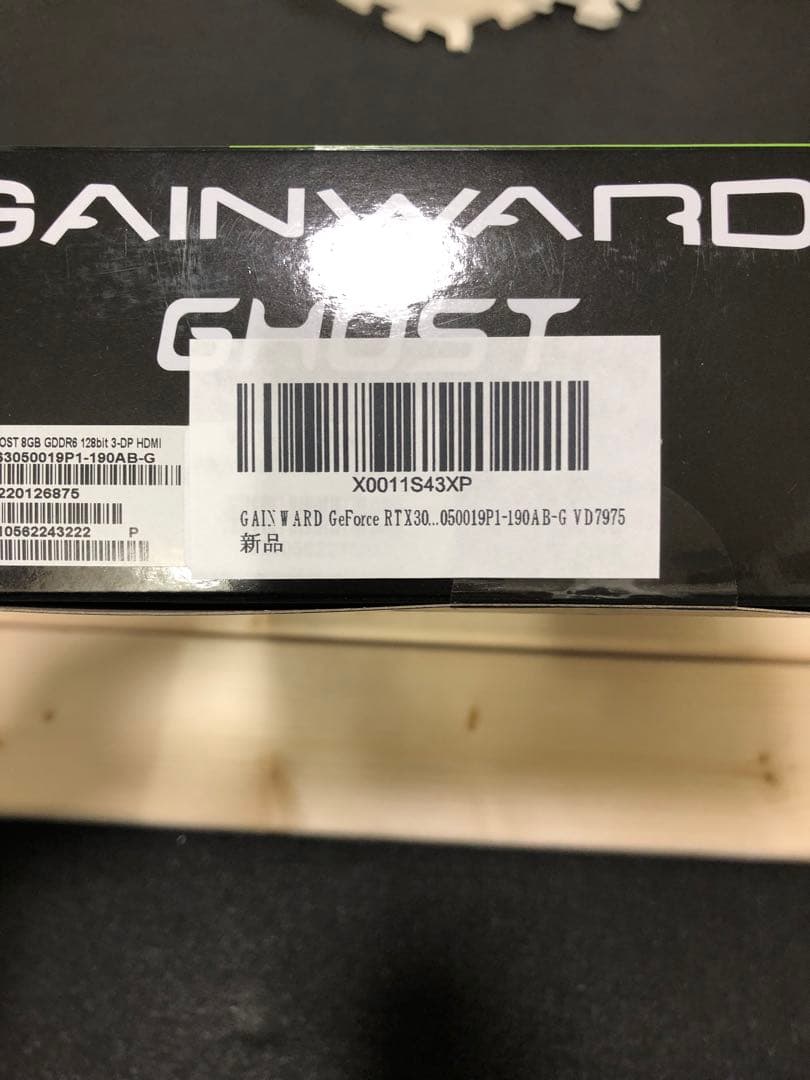 GAINWARD
GHOST
OST 8GB GDDR6 128bit 3-DP HDMI
63050019P1-190AB-G
220126875
10562243222 P
X0011S43XP
GAINWARD GeForce RTX30...050019P1-190AB-G VD7975
新品